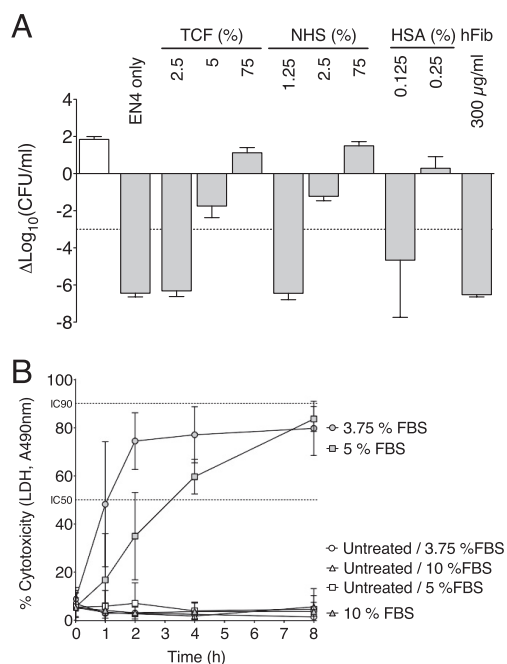 A
TCF (%) NHS (%) HSA (%) hFib
EN4 only 2.5 5 75 1.25 2.5 75 0.125 0.25 300 µg/ml
ΔLog10(CFU/ml)
4
2
0
-2
-4
-6
-8
B
% Cytotoxicity (LDH, A490nm)
100
IC90
80
60
IC50
40
20
0
3.75 % FBS
5 % FBS
Untreated / 3.75 %FBS
Untreated / 10 %FBS
Untreated / 5 %FBS
10 % FBS
0 1 2 3 4 5 6 7 8
Time (h)